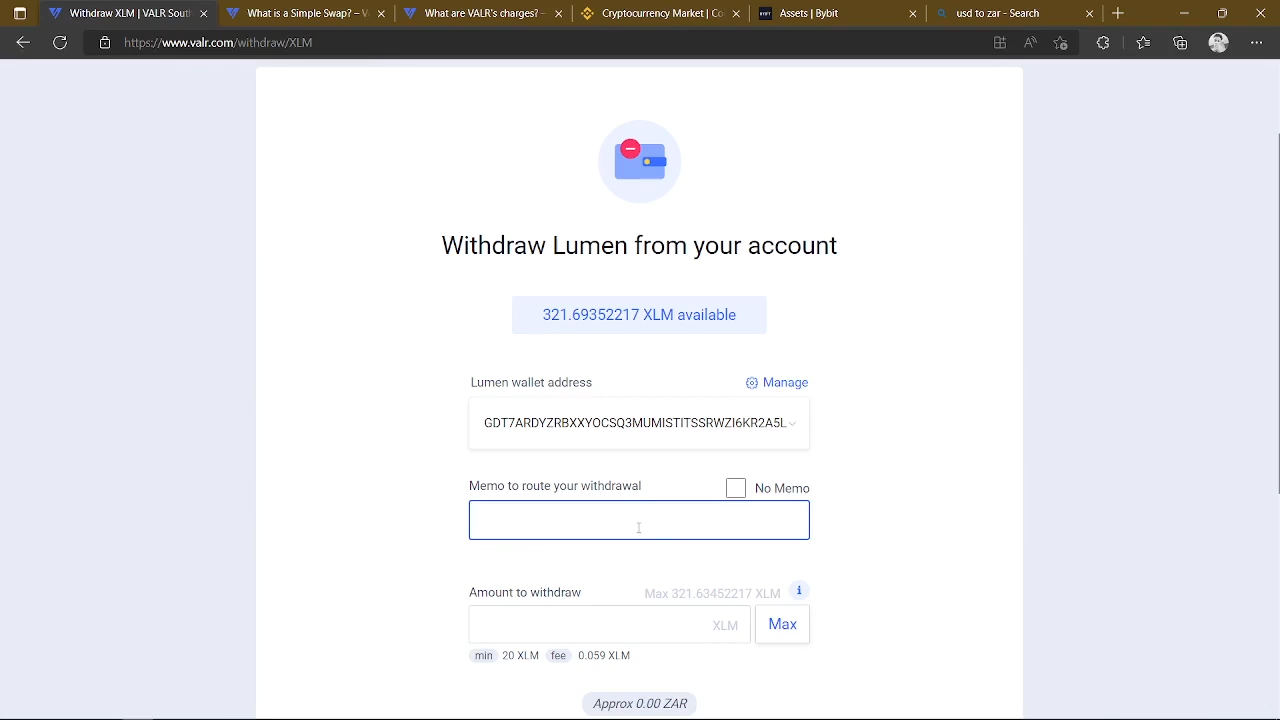 Withdraw XLM | VALR Sout
What is a Simple Swap? – V
What are VALR's charges? –
Cryptocurrency Market | Co
Assets | Bybit
usd to zar - Search
https://www.valr.com/withdraw/XLM
Withdraw Lumen from your account
321.69352217 XLM available
Lumen wallet address
Manage
GDT7ARDYZRBXXYOCSQ3MUMISTITSSRWZI6KR2A5L
Memo to route your withdrawal
No Memo
Amount to withdraw
Max 321.63452217 XLM
XLM
Max
min 20 XLM fee 0.059 XLM
Approx 0.00 ZAR